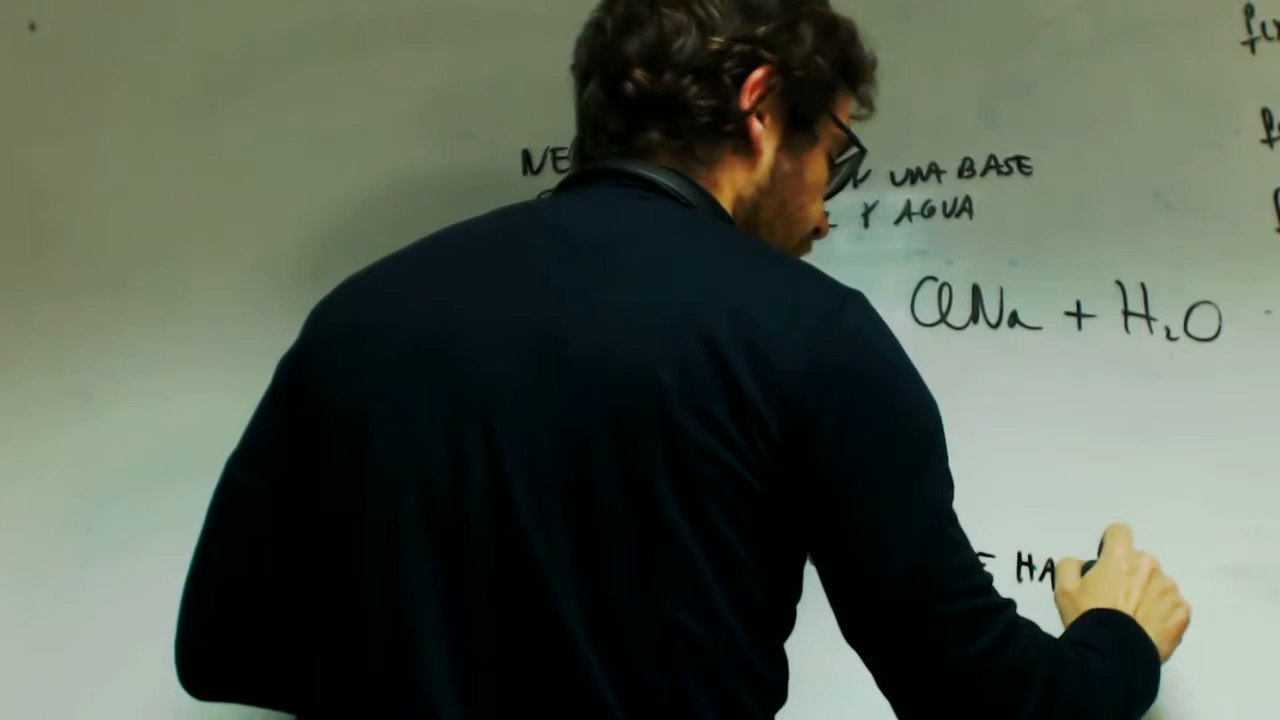 NE
UNA BASE
Y AGUA
ClNa + H₂O
HA